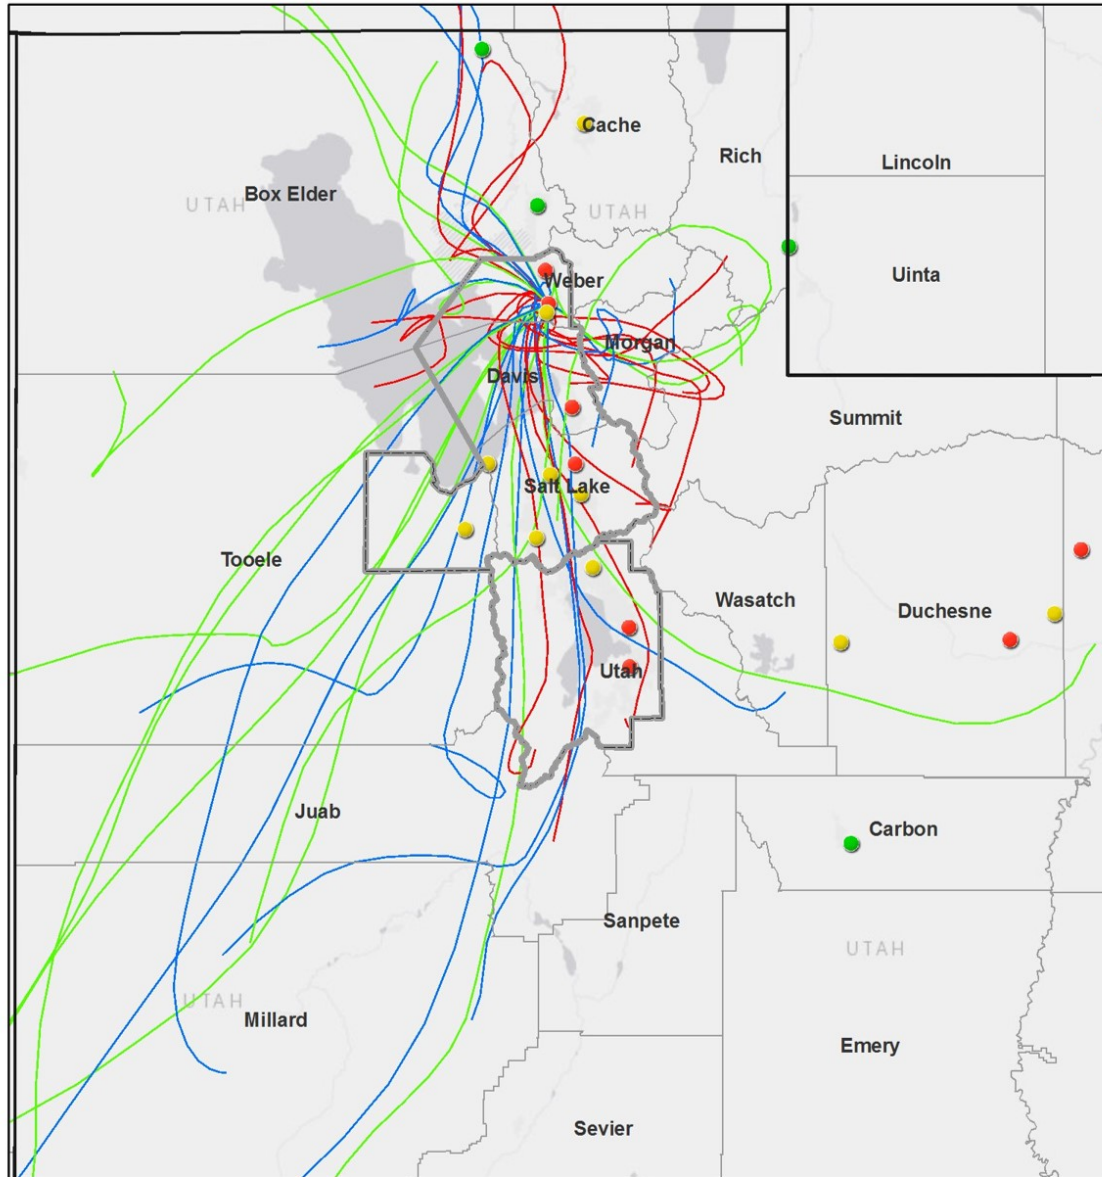 Cache
Rich
Lincoln
Box Elder
UTAH
UTAH
Uinta
Weber
Morgan
Davis
Summit
Salt Lake
Tooele
Wasatch
Duchesne
Utah
Juab
Carbon
Sanpete
UTAH
UTAH
Millard
Emery
Sevier